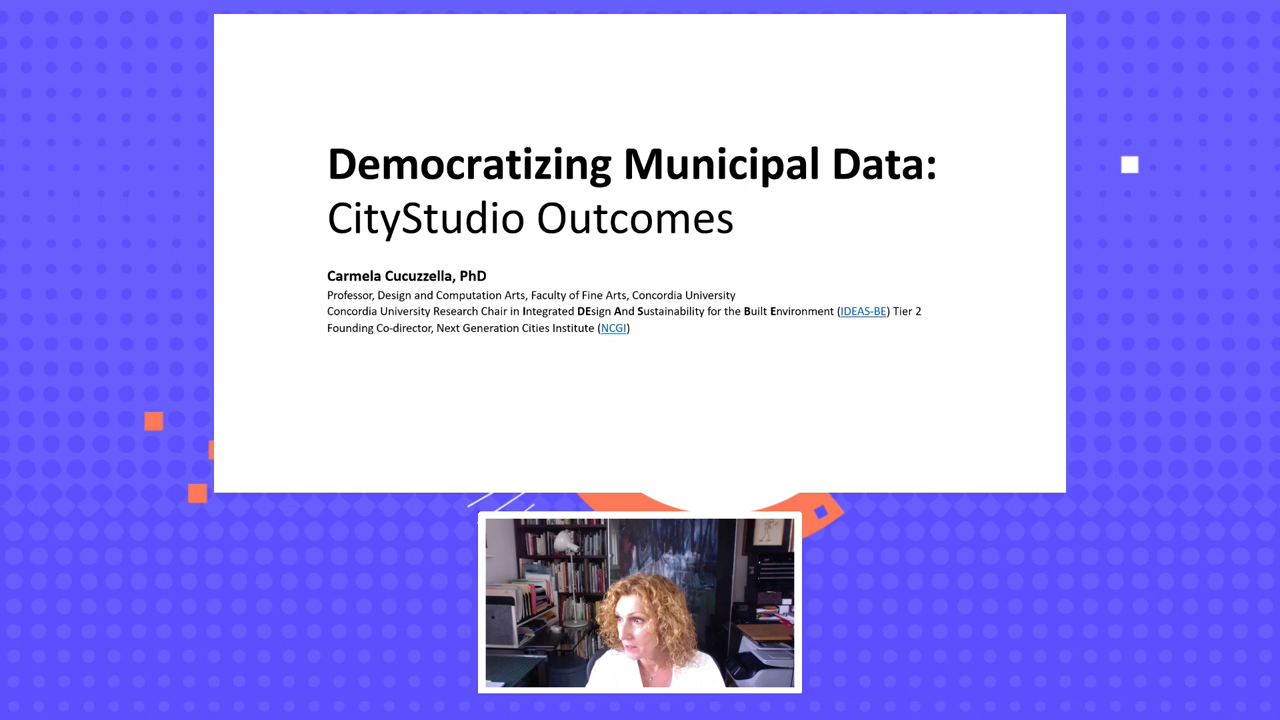 Democratizing Municipal Data:
CityStudio Outcomes
Carmela Cucuzzella, PhD
Professor, Design and Computation Arts, Faculty of Fine Arts, Concordia University
Concordia University Research Chair in Integrated DEsign And Sustainability for the Built Environment (IDEAS-BE) Tier 2
Founding Co-director, Next Generation Cities Institute (NCGI)